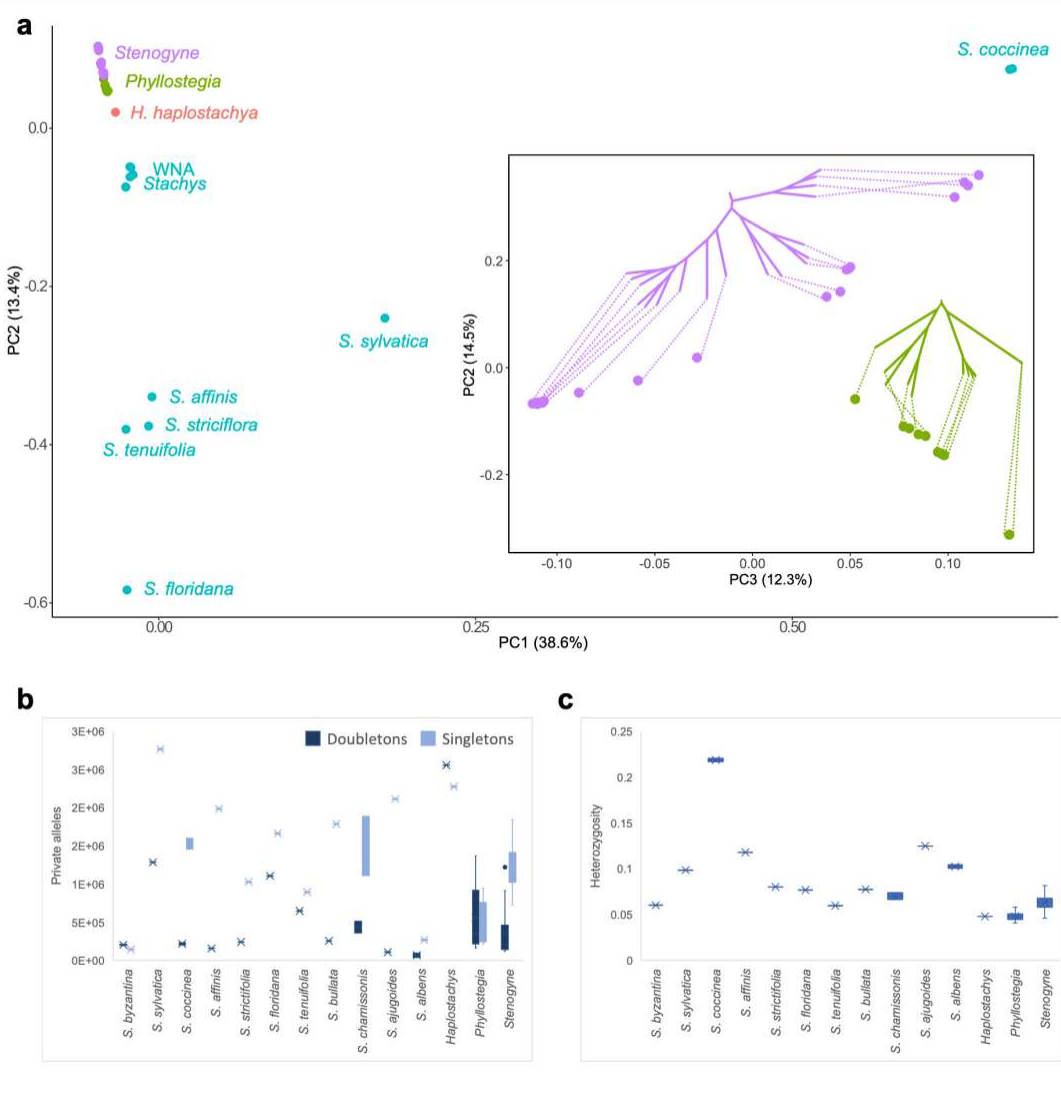 a
Stenogyne
Phyllostegia
H. haplostachya
WNA
Stachys
S. coccinea
S. sylvatica
S. affinis
S. striciflora
S. tenuifolia
S. floridana
PC2 (13.4%)
0.0
-0.2
-0.4
-0.6
0.00
0.25
0.50
PC1 (38.6%)
PC2 (14.5%)
0.2
0.0
-0.2
-0.10
-0.05
0.00
0.05
0.10
PC3 (12.3%)
b
Doubletons
Singletons
Private alleles
3E+06
3E+06
2E+06
2E+06
1E+06
5E+05
0E+00
S. byzantina
S. sylvatica
S. coccinea
S. affinis
S. strictifolia
S. floridana
S. tenuifolia
S. bullata
S. chamissonis
S. ajugoides
S. albens
Haplostachys
Phyllostegia
Stenogyne
c
Heterozygosity
0.25
0.2
0.15
0.1
0.05
0
S. byzantina
S. sylvatica
S. coccinea
S. affinis
S. strictifolia
S. floridana
S. tenuifolia
S. bullata
S. chamissonis
S. ajugoides
S. albens
Haplostachys
Phyllostegia
Stenogyne